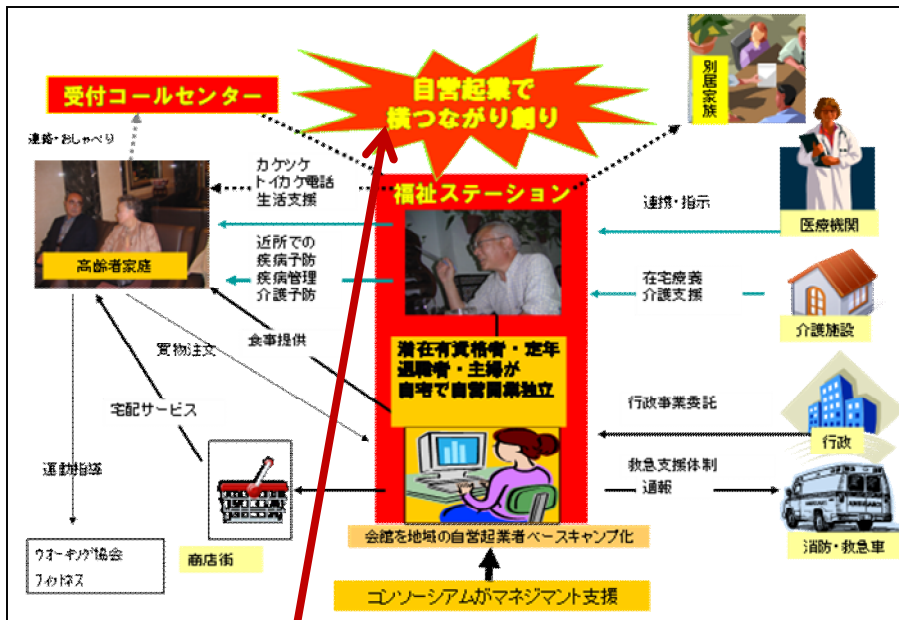 自営起業で
横つながり創り
受付コールセンター
別居家族
連絡・おしゃべり
カケツケ
トイカケ電話
生活支援
福祉ステーション
連携・指示
医療機関
高齢者家庭
近所での
疾病予防
疾病管理
介護予防
在宅療養
介護支援
介護施設
食事提供
買物注文
潜在有資格者・定年
退職者・主婦が
自宅で自営開業独立
宅配サービス
行政事業委託
行政
運動指導
救急支援体制
通報
AMBULANCE
消防・救急車
商店街
ウオーキング協会
フィットネス
会館を地域の自営起業者ベースキャンプ化
コンソーシアムがマネジマント支援